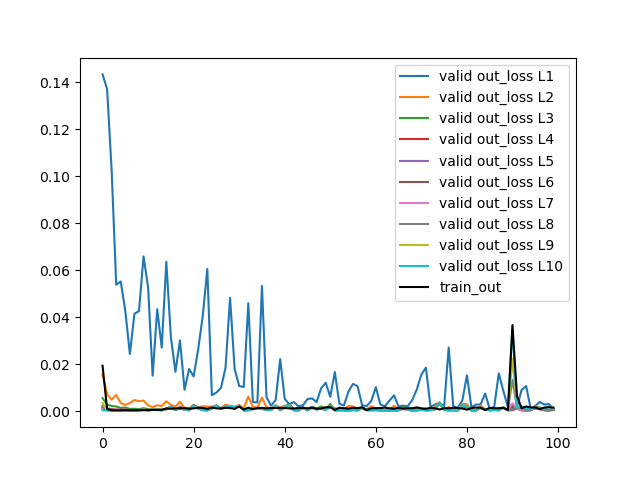 0.14
0.12
0.10
0.08
0.06
0.04
0.02
0.00
0 20 40 60 80 100
valid out_loss L1
valid out_loss L2
valid out_loss L3
valid out_loss L4
valid out_loss L5
valid out_loss L6
valid out_loss L7
valid out_loss L8
valid out_loss L9
valid out_loss L10
train_out